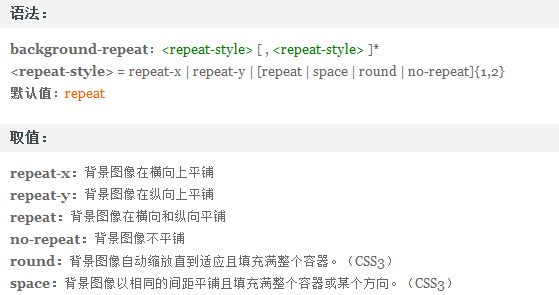 语法：
background-repeat：<repeat-style> [ , <repeat-style> ]*
<repeat-style> = repeat-x | repeat-y | [repeat | space | round | no-repeat]{1,2}
默认值：repeat
取值：
repeat-x：背景图像在横向上平铺
repeat-y：背景图像在纵向上平铺
repeat：背景图像在横向和纵向平铺
no-repeat：背景图像不平铺
round：背景图像自动缩放直到适应且填充满整个容器。（CSS3）
space：背景图像以相同的间距平铺且填充满整个容器或某个方向。（CSS3）